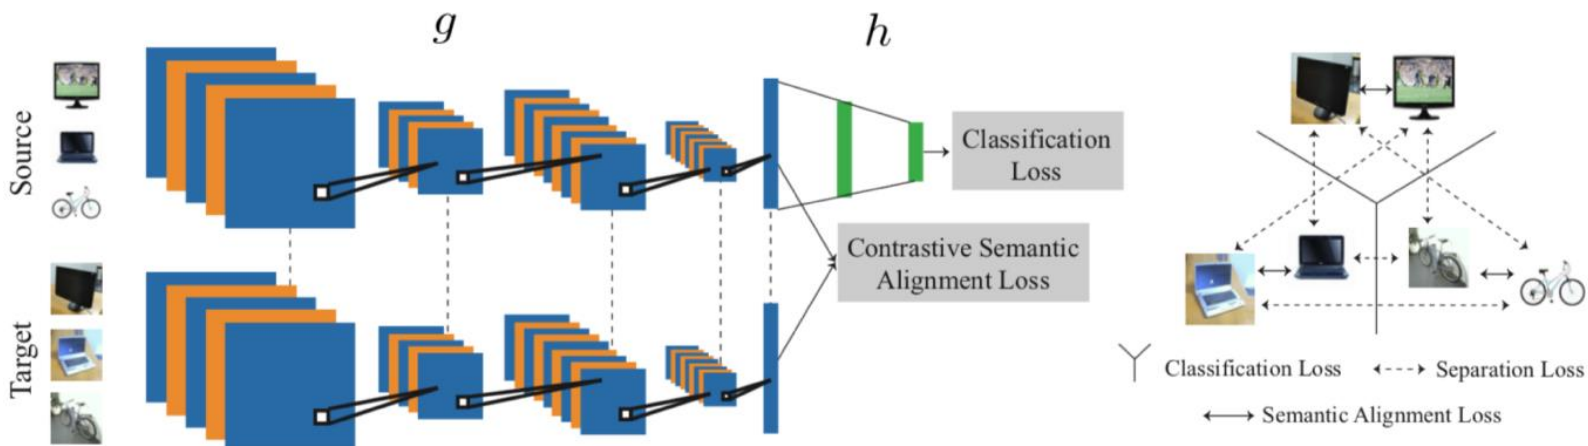 g
h
Source
Target
Classification
Loss
Contrastive Semantic
Alignment Loss
Classification Loss
Separation Loss
Semantic Alignment Loss